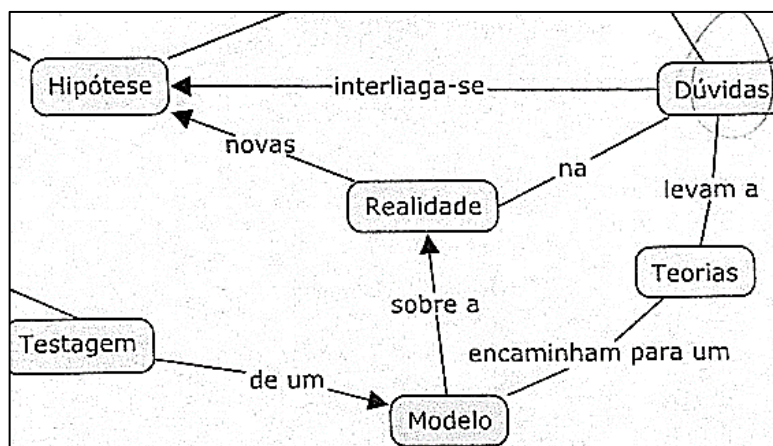 Hipótese
interliaga-se
Dúvidas
novas
na
Realidade
levam a
Teorias
sobre a
Testagem
encaminham para um
de um
Modelo